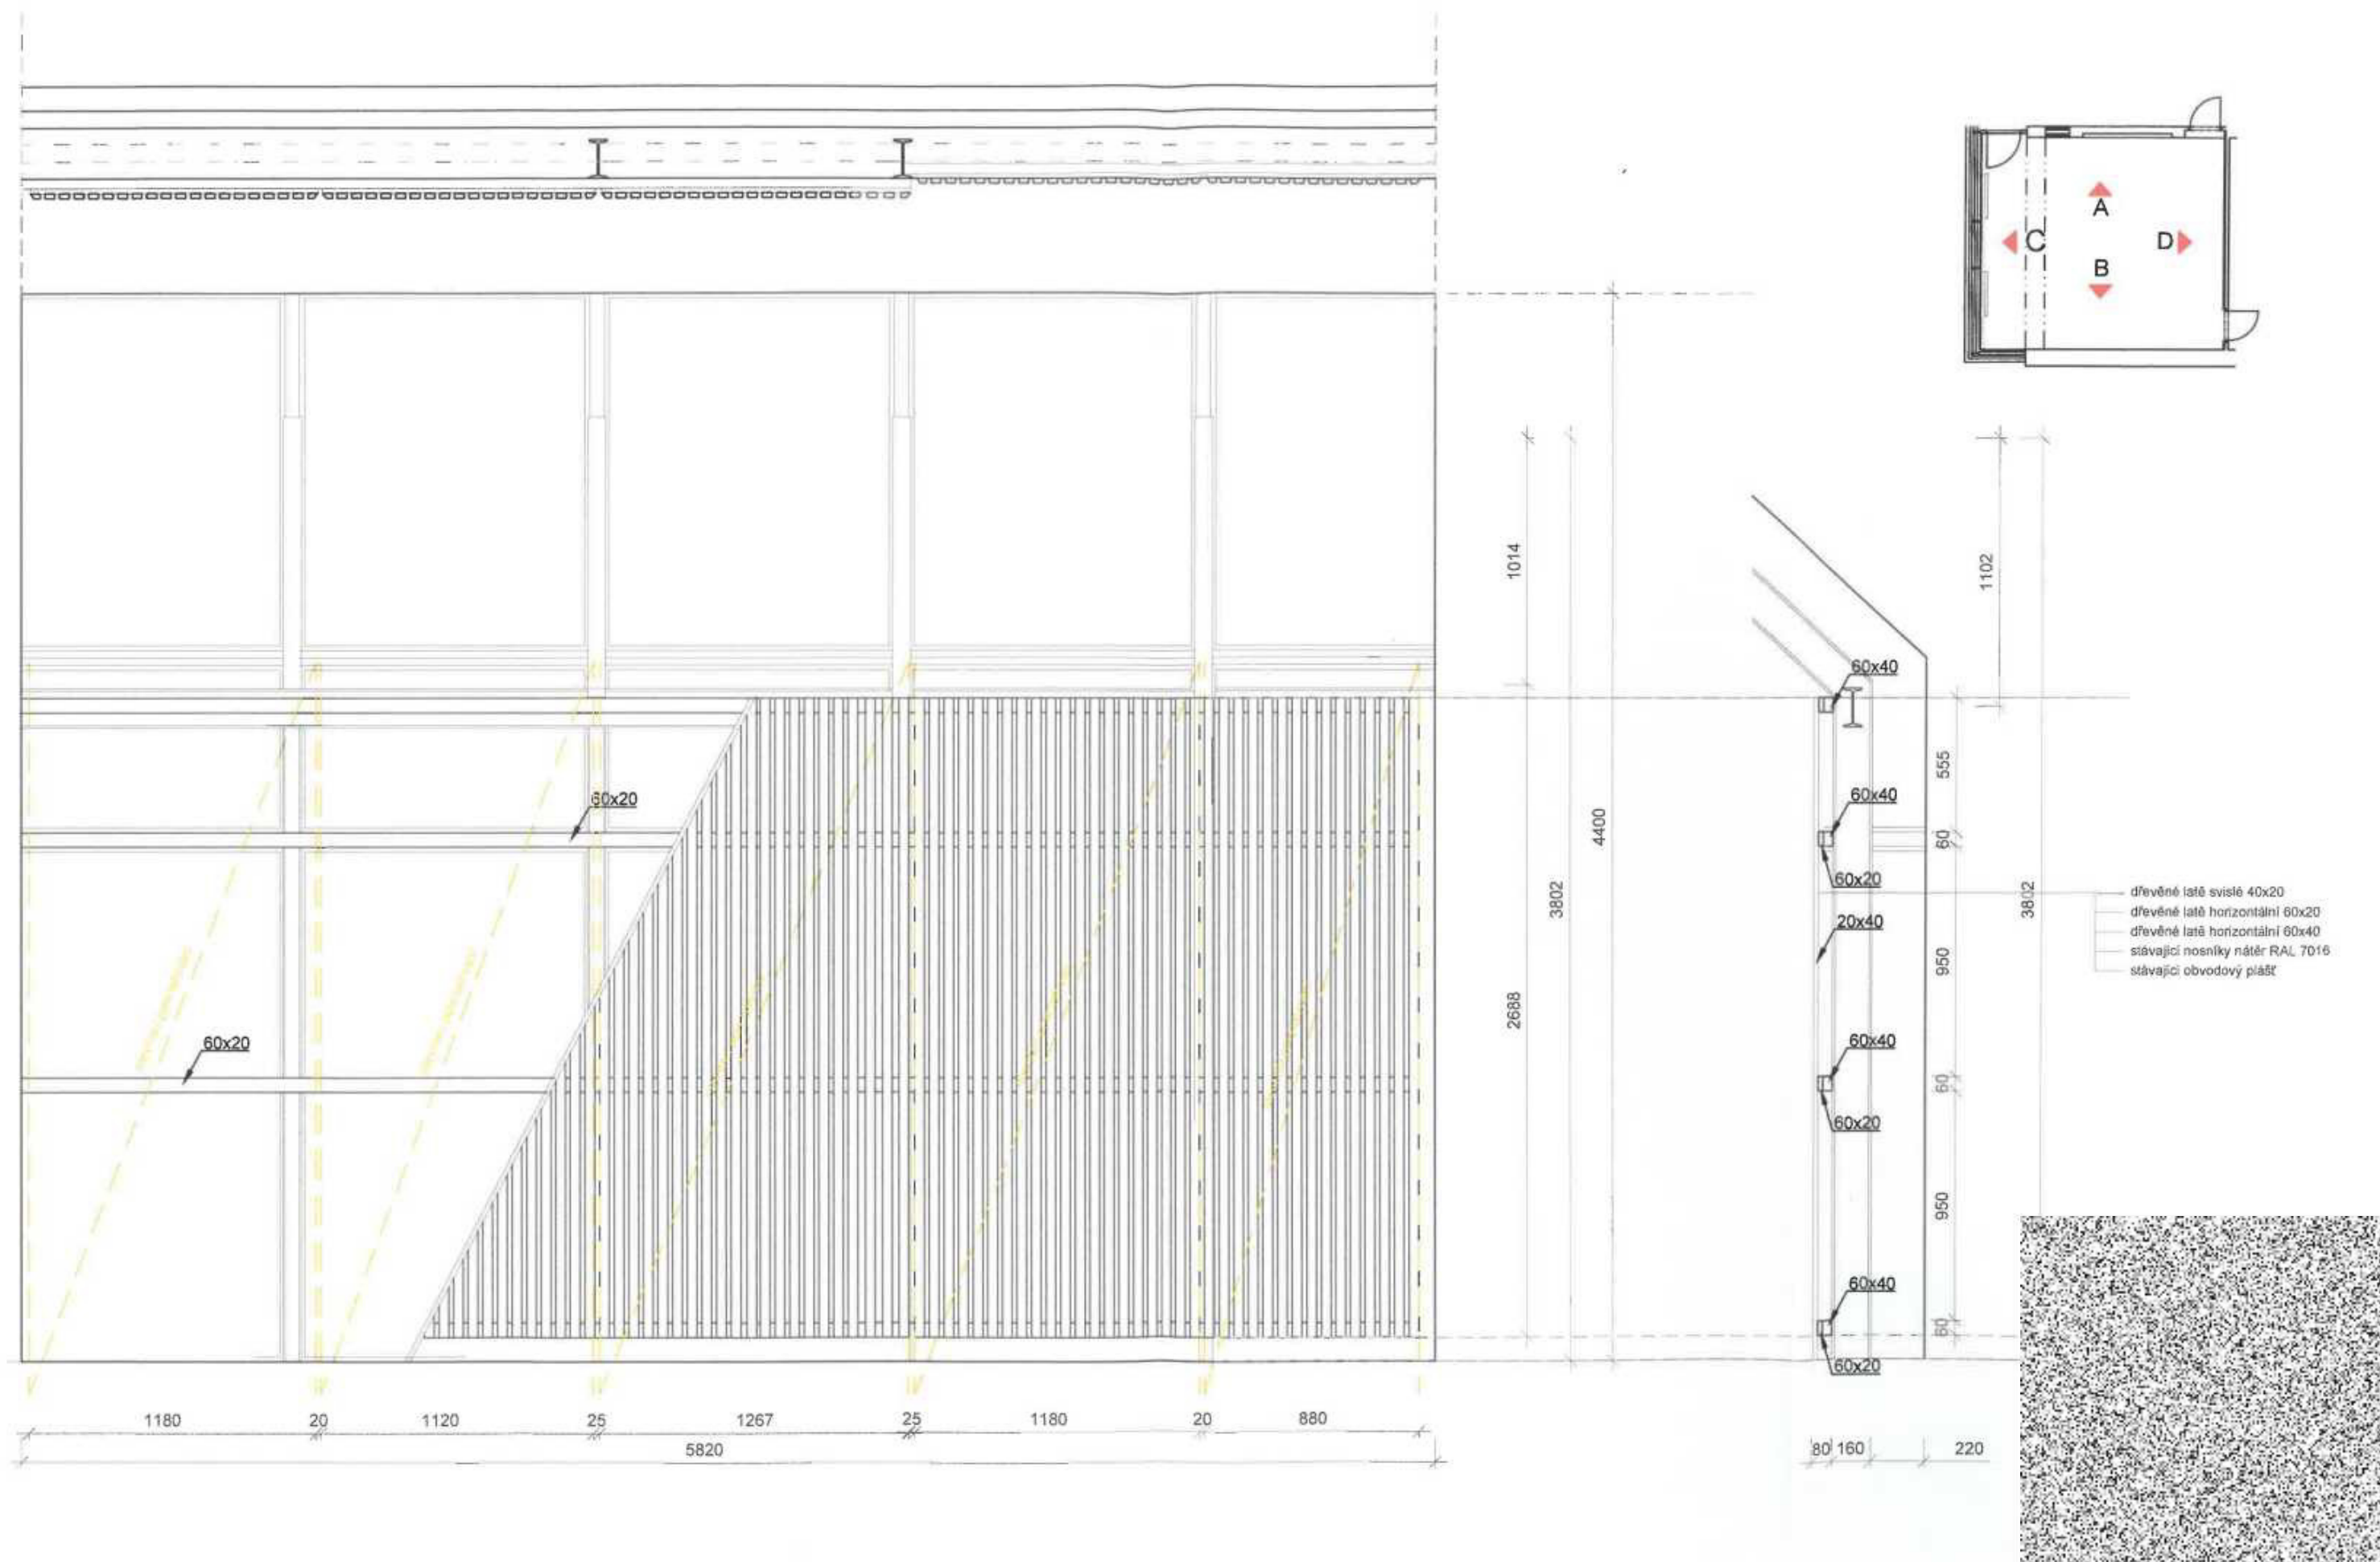 A
C
D
B
1014
1102
60x40
555
60x20
60x40
4400
60
60x20
3802
3802
dřevěné latě svislé 40x20
dřevěné latě horizontální 60x20
20x40
dřevěné latě horizontální 60x40
950
stávající nosníky nátěr RAL 7016
stávající obvodový plášť
2688
60x20
60x40
60
60x20
950
60x40
60
60x20
1180
20
1120
25
1267
25
1180
20
880
5820
80
160
220